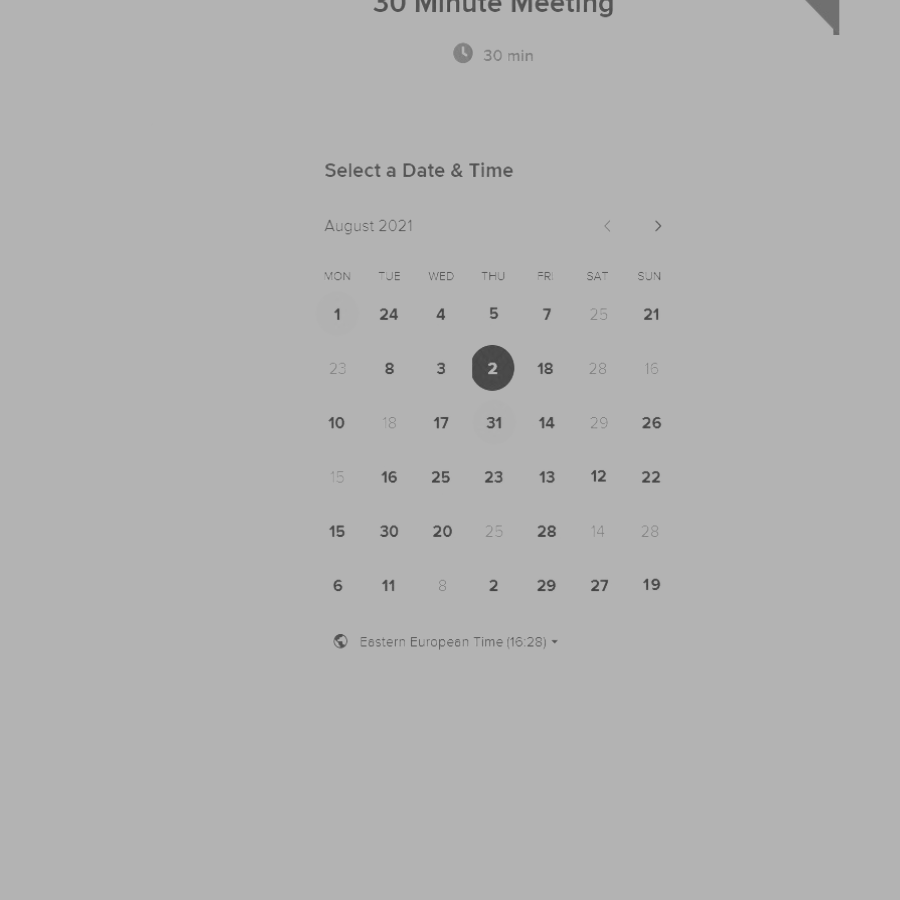 30 Minute Meeting
30 min
Select a Date & Time
August 2021
MON TUE WED THU FRI SAT SUN
1 24 4 5 7 25 21
23 8 3 2 18 28 16
10 18 17 31 14 29 26
15 16 25 23 13 12 22
15 30 20 25 28 14 28
6 11 8 2 29 27 19
Eastern European Time (16:28)